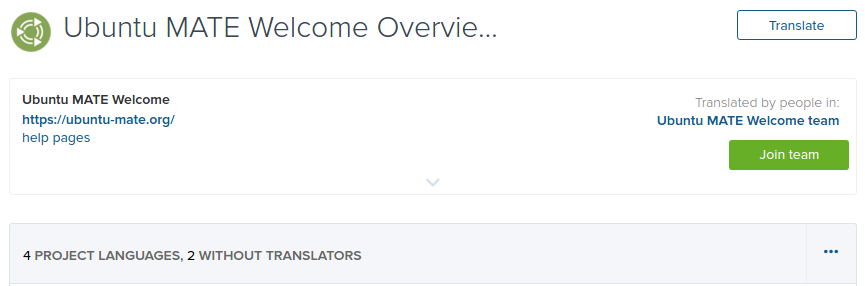 Ubuntu MATE Welcome Overvie...
Translate
Ubuntu MATE Welcome
https://ubuntu-mate.org/
help pages
Translated by people in:
Ubuntu MATE Welcome team
Join team
4 PROJECT LANGUAGES, 2 WITHOUT TRANSLATORS